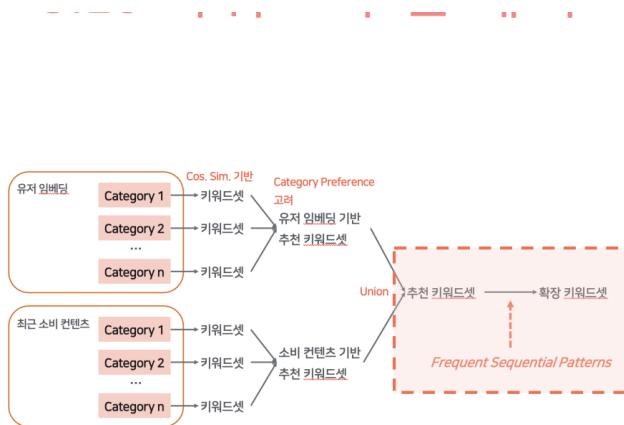 Cos. Sim. 기반
Category Preference
고려
유저 임베딩
Category 1
키워드셋
Category 2
키워드셋
...
Category n
키워드셋
유저 임베딩 기반
추천 키워드셋
최근 소비 컨텐츠
Category 1
키워드셋
Category 2
키워드셋
...
Category n
키워드셋
소비 컨텐츠 기반
추천 키워드셋
Union
추천 키워드셋
확장 키워드셋
Frequent Sequential Patterns